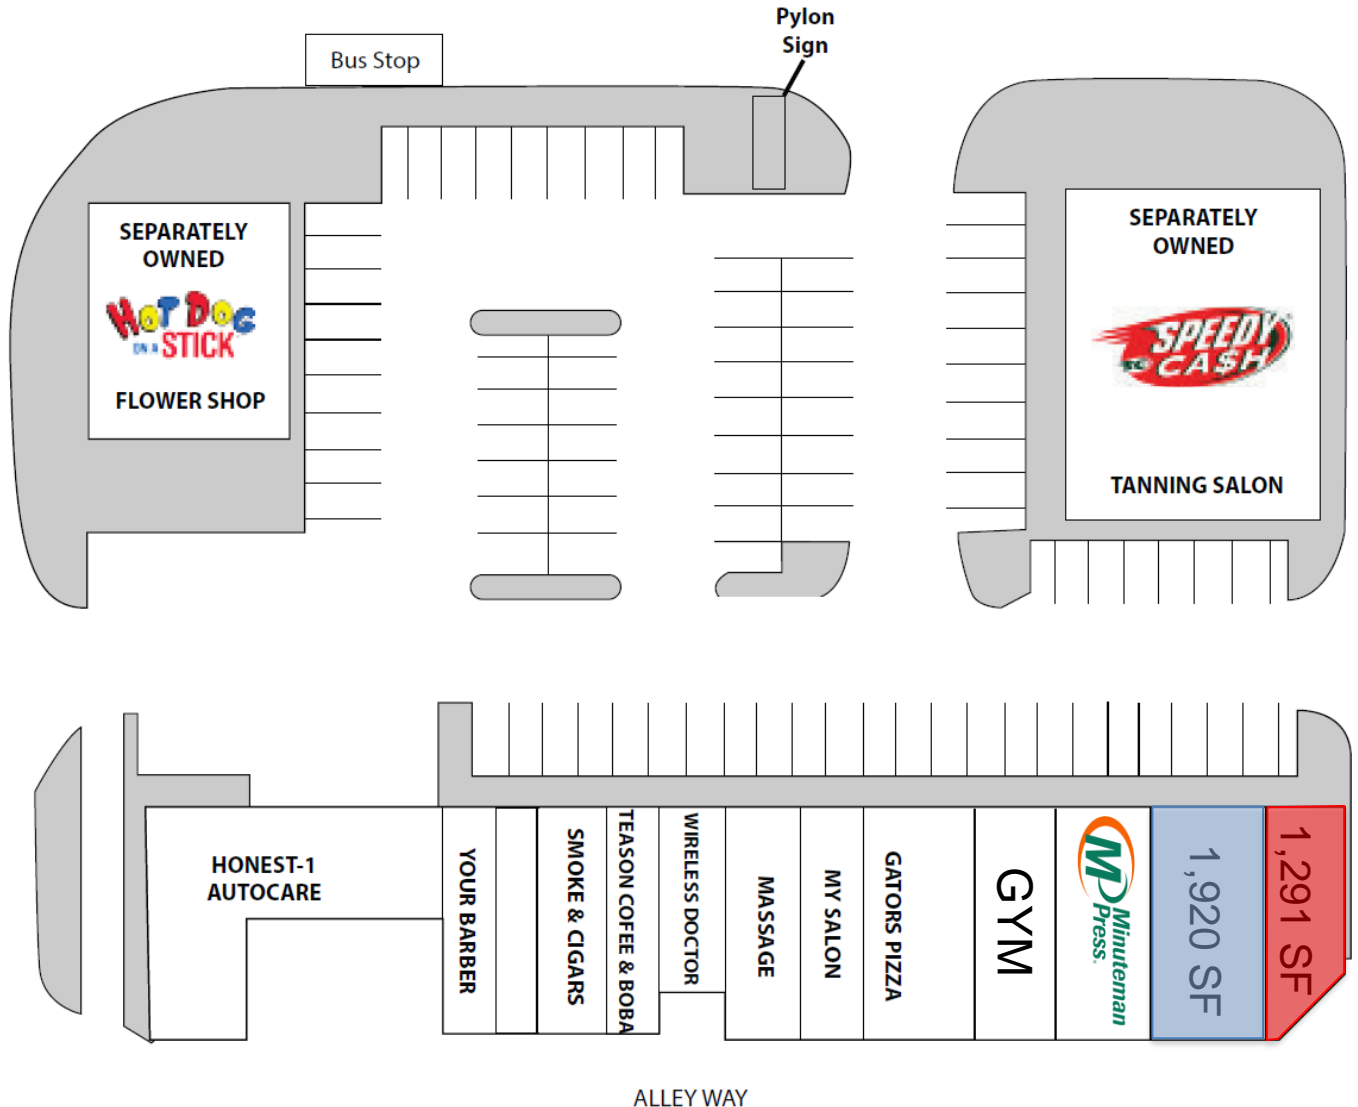 Pylon
Sign
Bus Stop
SEPARATELY
OWNED
HOT DOG
ON A STICK
FLOWER SHOP
SEPARATELY
OWNED
SPEEDY
CA$H
TANNING SALON
HONEST-1
AUTOCARE
YOUR BARBER
SMOKE & CIGARS
TEASON COFEE & BOBA
WIRELESS DOCTOR
MASSAGE
MY SALON
GATORS PIZZA
GYM
Minuteman
Press.
1,920 SF
1,291 SF
ALLEY WAY